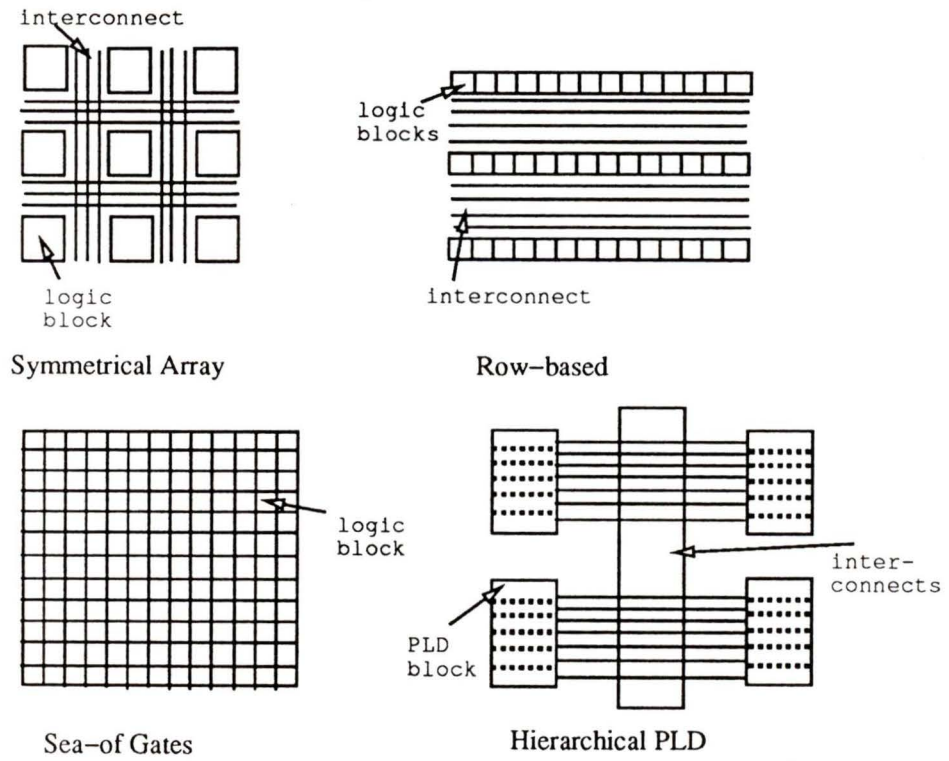 interconnect
logic
blocks
logic
block
interconnect
Symmetrical Array
Row–based
logic
block
inter-
connects
PLD
block
Sea–of Gates
Hierarchical PLD